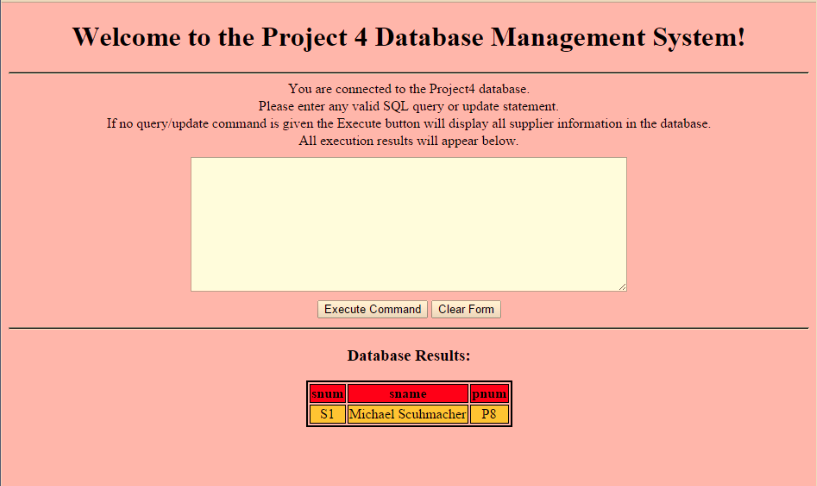 Welcome to the Project 4 Database Management System!
You are connected to the Project4 database.
Please enter any valid SQL query or update statement.
If no query/update command is given the Execute button will display all supplier information in the database.
All execution results will appear below.
Execute Command Clear Form
Database Results:
snum sname pnum
S1 Michael Scuhmacher P8